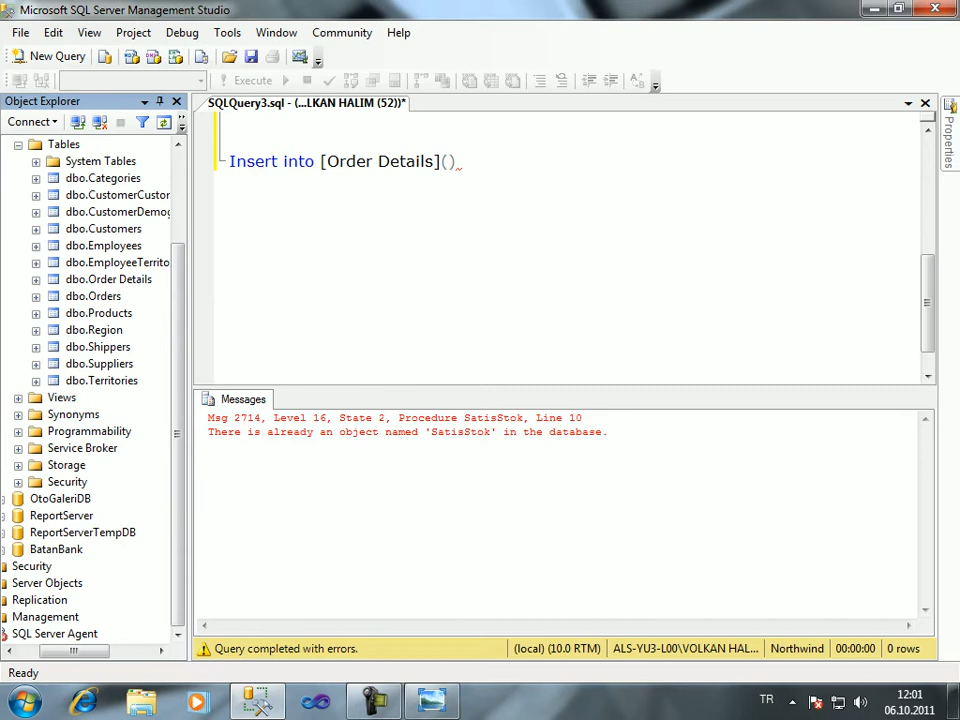 Microsoft SQL Server Management Studio
File Edit View Project Debug Tools Window Community Help
New Query
Execute
Object Explorer
SQLQuery3.sql - (...LKAN HALIM (52))*
Connect
Properties
Tables
System Tables
dbo.Categories
dbo.CustomerCustor
dbo.CustomerDemog
dbo.Customers
dbo.Employees
dbo.EmployeeTerrito
dbo.Order Details
dbo.Orders
dbo.Products
dbo.Region
dbo.Shippers
dbo.Suppliers
dbo.Territories
Views
Synonyms
Programmability
Service Broker
Storage
Security
OtoGaleriDB
ReportServer
ReportServerTempDB
BatanBank
Security
Server Objects
Replication
Management
SQL Server Agent
Insert into [Order Details]()
Messages
Msg 2714, Level 16, State 2, Procedure SatisStok, Line 10
There is already an object named 'SatisStok' in the database.
Query completed with errors. (local) (10.0 RTM) ALS-YU3-L00\VOLKAN HAL... Northwind 00:00:00 0 rows
Ready
TR
12:01
06.10.2011